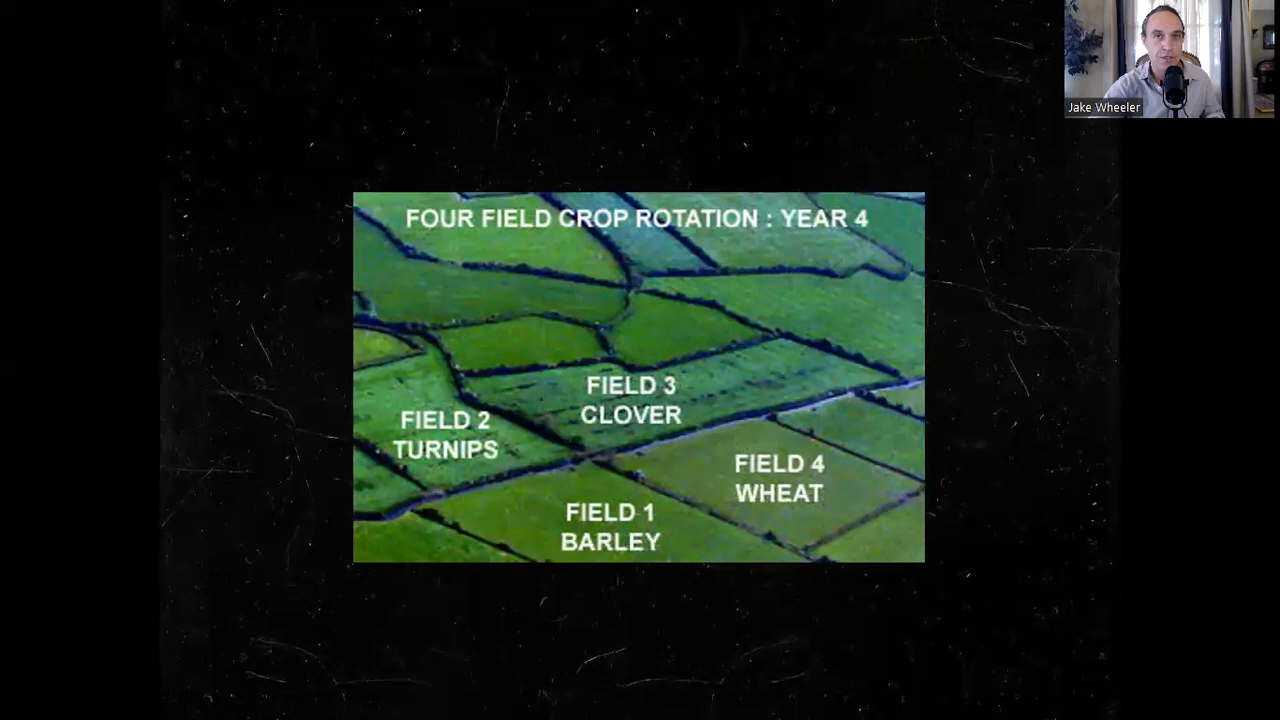 Jake Wheeler
FOUR FIELD CROP ROTATION : YEAR 4
FIELD 3
CLOVER
FIELD 2
TURNIPS
FIELD 4
WHEAT
FIELD 1
BARLEY